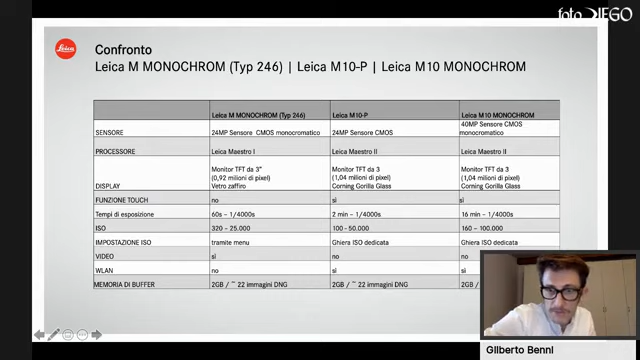 foto DIEGO
Leica
Confronto
Leica M MONOCHROM (Typ 246) | Leica M10-P | Leica M10 MONOCHROM
Leica M MONOCHROM (Typ 246) Leica M10-P Leica M10 MONOCHROM
SENSORE 24MP Sensore CMOS monocromatico 24MP Sensore CMOS 40MP Sensore CMOS monocromatico
PROCESSORE Leica Maestro I Leica Maestro II Leica Maestro II
Monitor TFT da 3" Monitor TFT da 3 Monitor TFT da 3
(0,92 milioni di pixel) (1,04 milioni di pixel) (1,04 milioni di pixel)
DISPLAY Vetro zaffiro Corning Gorilla Glass Corning Gorilla Glass
FUNZIONE TOUCH no sì sì
Tempi di esposizione 60s – 1/4000s 2 min – 1/4000s 16 min – 1/4000s
ISO 320 – 25.000 100 - 50.000 160 – 100.000
IMPOSTAZIONE ISO tramite menu Ghiera ISO dedicata Ghiera ISO dedicata
VIDEO sì no no
WLAN no sì sì
MEMORIA DI BUFFER 2GB / ~ 22 immagini DNG 2GB / ~ 22 immagini DNG 2GB /
Gilberto Benni